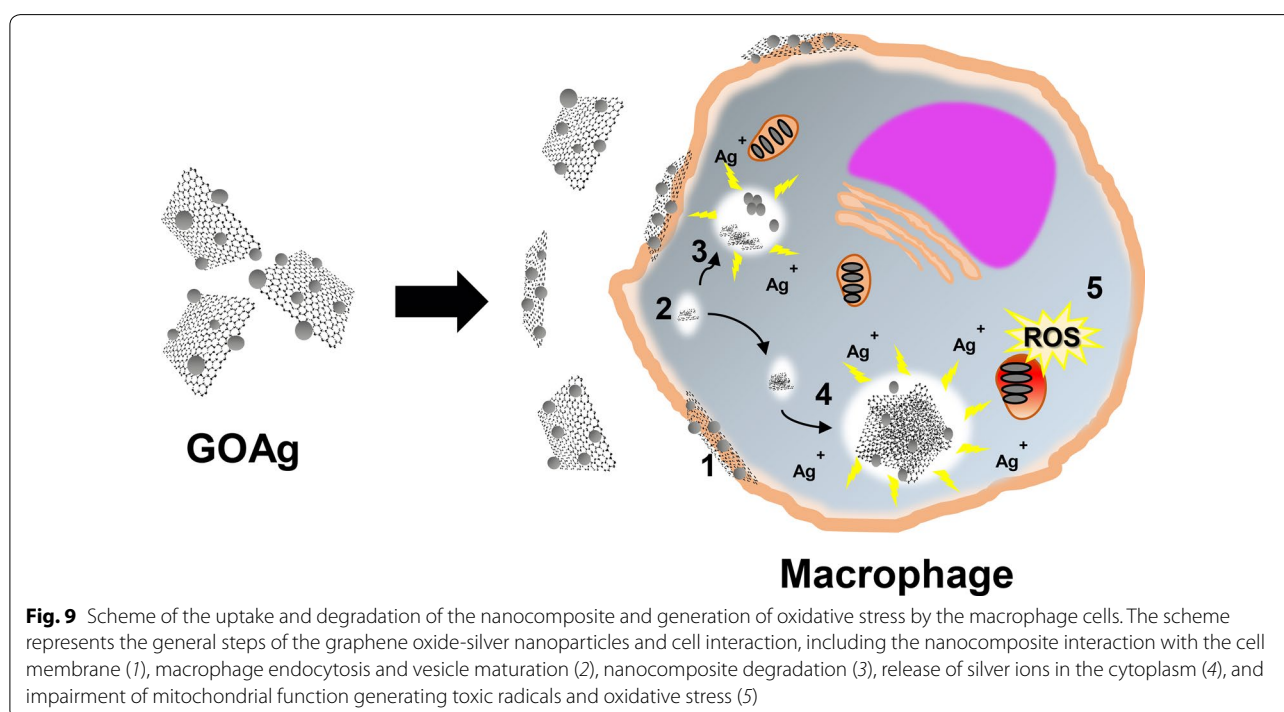 Ag+
3
Ag+
2
5
ROS
Ag+
Ag+
4
1
Ag+
Ag+
GOAg
Macrophage
Fig. 9 Scheme of the uptake and degradation of the nanocomposite and generation of oxidative stress by the macrophage cells. The scheme
represents the general steps of the graphene oxide-silver nanoparticles and cell interaction, including the nanocomposite interaction with the cell
membrane (1), macrophage endocytosis and vesicle maturation (2), nanocomposite degradation (3), release of silver ions in the cytoplasm (4), and
impairment of mitochondrial function generating toxic radicals and oxidative stress (5)